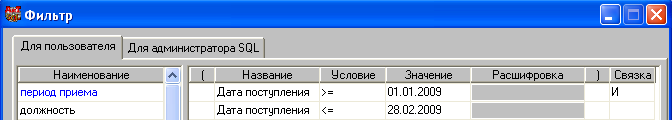 Фильтр
Для пользователя Для администратора SQL
Наименование ( Название Условие Значение Расшифровка ) Связка
период приема Дата поступления >= 01.01.2009 И
должность Дата поступления <= 28.02.2009